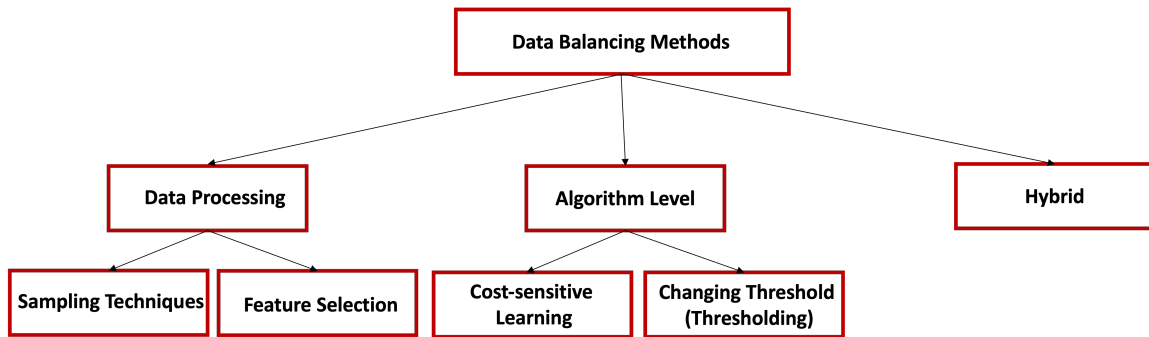 Data Balancing Methods
Data Processing
Algorithm Level
Hybrid
Sampling Techniques
Feature Selection
Cost-sensitive
Learning
Changing Threshold
(Thresholding)